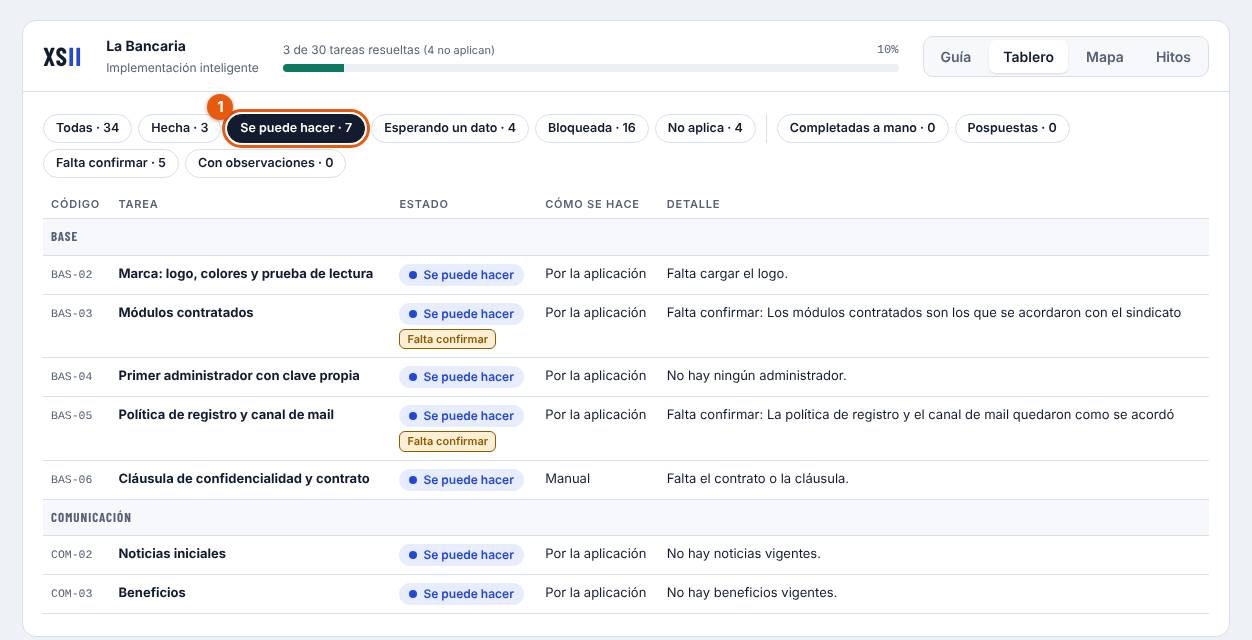 XSII
La Bancaria
Implementación inteligente
3 de 30 tareas resueltas (4 no aplican)
10%
Guía
Tablero
Mapa
Hitos
1
Todas · 34
Hecha · 3
Se puede hacer · 7
Esperando un dato · 4
Bloqueada · 16
No aplica · 4
Completadas a mano · 0
Pospuestas · 0
Falta confirmar · 5
Con observaciones · 0
CÓDIGO TAREA ESTADO CÓMO SE HACE DETALLE
BASE
BAS-02 Marca: logo, colores y prueba de lectura Se puede hacer Por la aplicación Falta cargar el logo.
BAS-03 Módulos contratados Se puede hacer Por la aplicación Falta confirmar: Los módulos contratados son los que se acordaron con el sindicato
Falta confirmar
BAS-04 Primer administrador con clave propia Se puede hacer Por la aplicación No hay ningún administrador.
BAS-05 Política de registro y canal de mail Se puede hacer Por la aplicación Falta confirmar: La política de registro y el canal de mail quedaron como se acordó
Falta confirmar
BAS-06 Cláusula de confidencialidad y contrato Se puede hacer Manual Falta el contrato o la cláusula.
COMUNICACIÓN
COM-02 Noticias iniciales Se puede hacer Por la aplicación No hay noticias vigentes.
COM-03 Beneficios Se puede hacer Por la aplicación No hay beneficios vigentes.